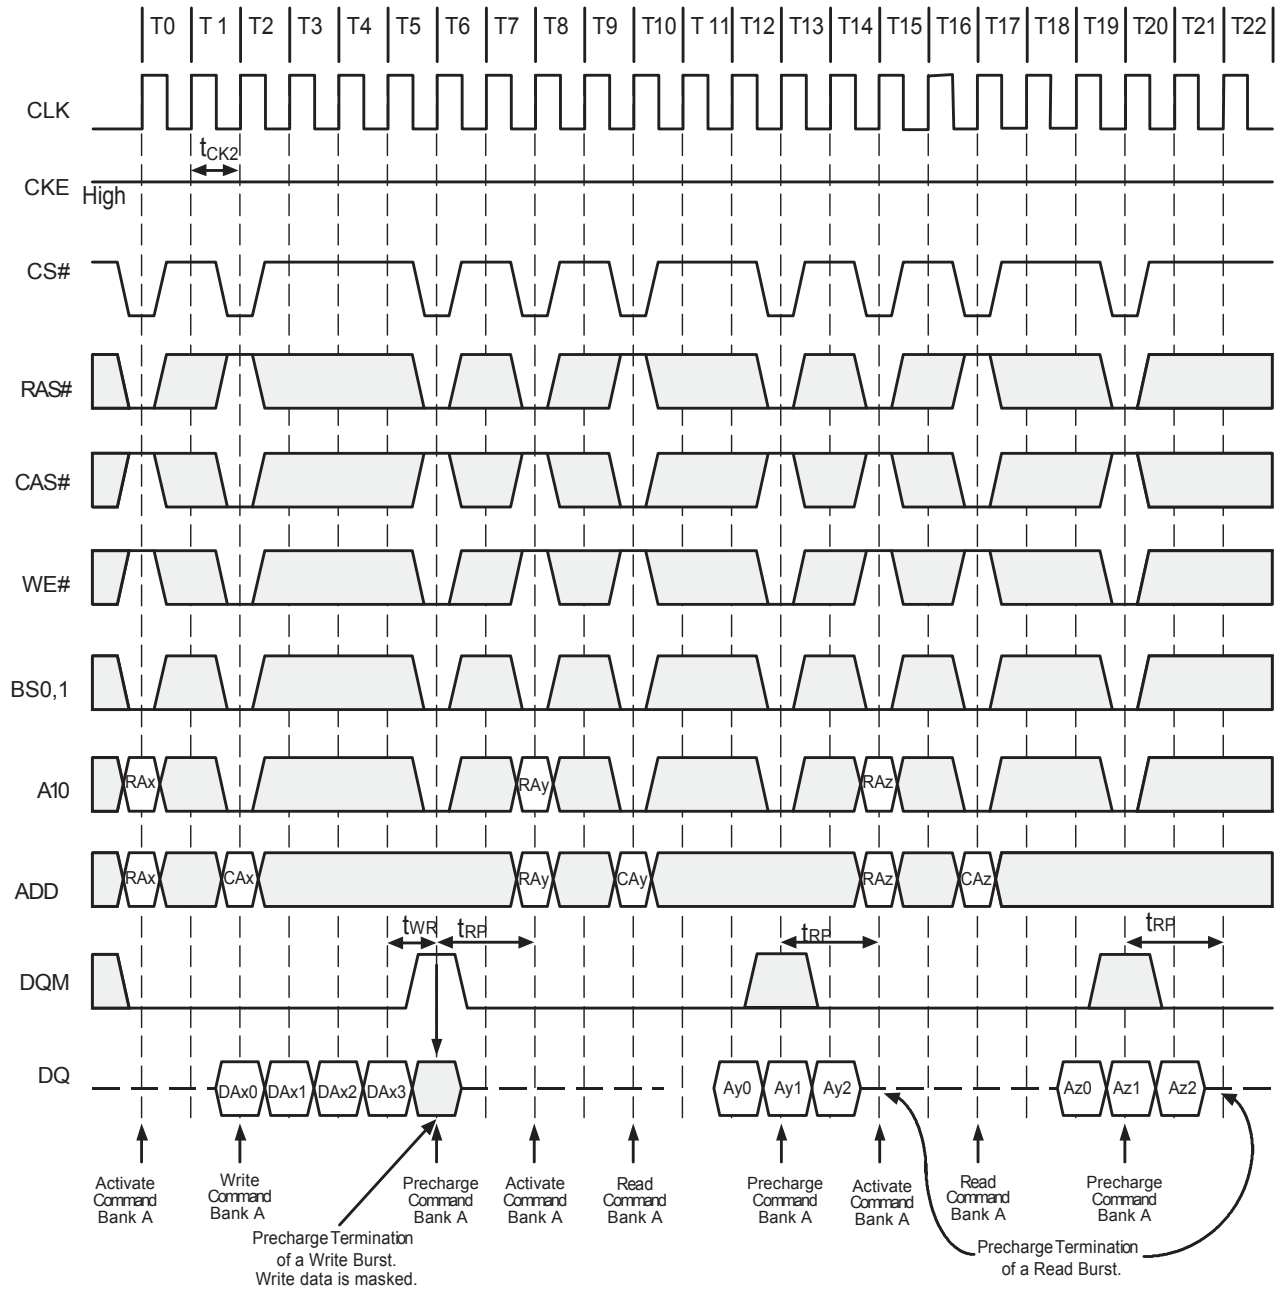 T0 T 1 T2 T3 T4 T5 T6 T7 T8 T9 T10 T 11 T12 T13 T14 T15 T16 T17 T18 T19 T20 T21 T22
CLK
tCK2
CKE High
CS#
RAS#
CAS#
WE#
BS0,1
A10 RAx RAy RAz
ADD RAx CAx RAy CAy RAz CAz
tWR tRP tRP tRP
DQM
DQ DAx0 DAx1 DAx2 DAx3 Ay0 Ay1 Ay2 Az0 Az1 Az2
Activate
Command
Bank A
Write
Command
Bank A
Precharge
Command
Bank A
Activate
Command
Bank A
Read
Command
Bank A
Precharge
Command
Bank A
Activate
Command
Bank A
Read
Command
Bank A
Precharge
Command
Bank A
Precharge Termination
of a Write Burst.
Write data is masked.
Precharge Termination
of a Read Burst.